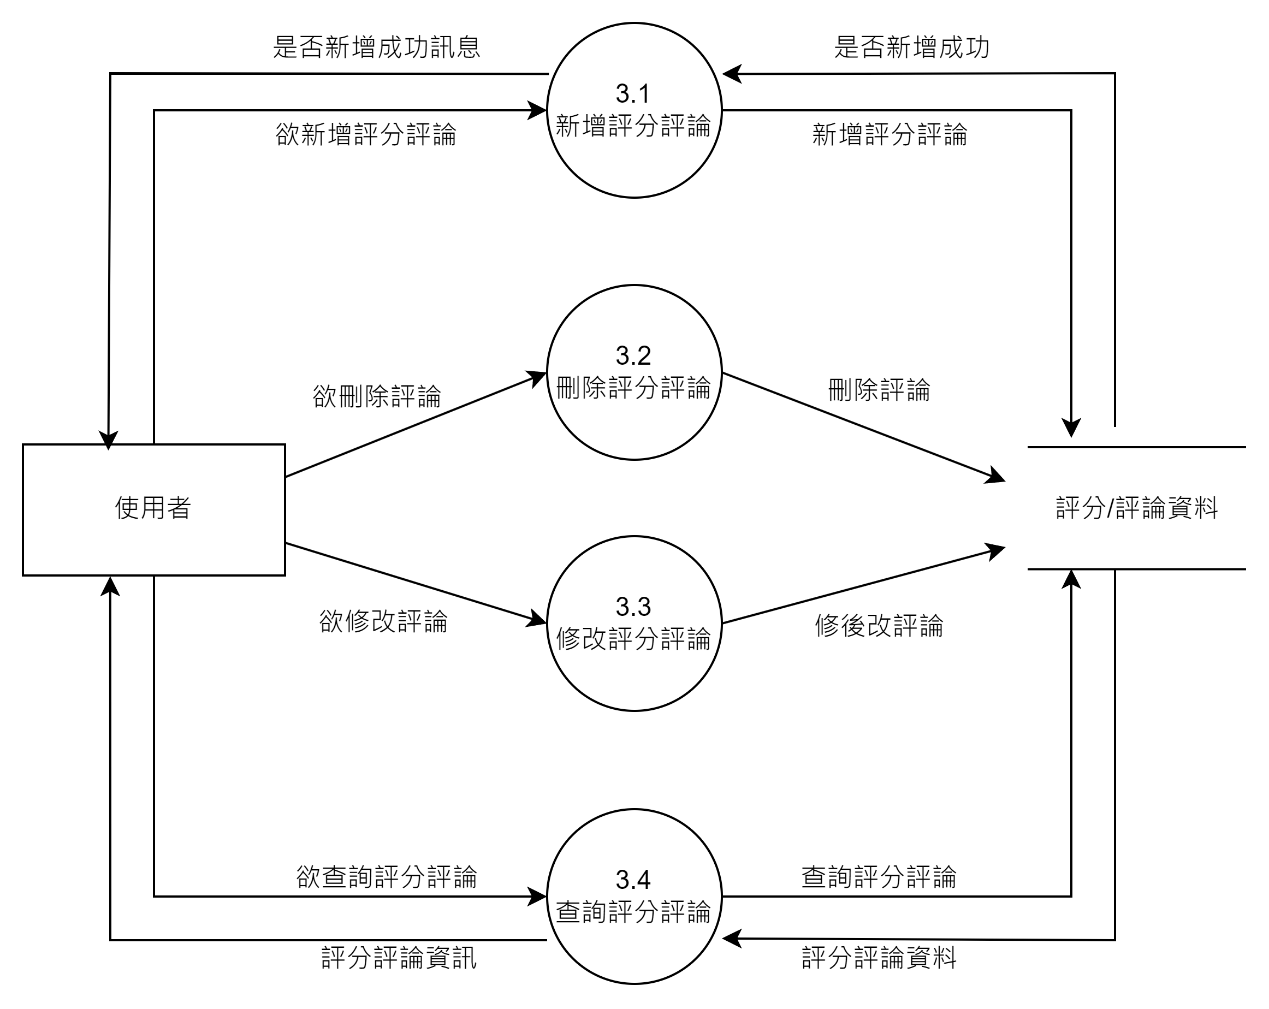 是否新增成功訊息
是否新增成功
3.1
新增評分評論
欲新增評分評論
新增評分評論
3.2
刪除評分評論
欲刪除評論
刪除評論
使用者
評分/評論資料
3.3
修改評分評論
欲修改評論
修後改評論
3.4
查詢評分評論
欲查詢評分評論
查詢評分評論
評分評論資訊
評分評論資料